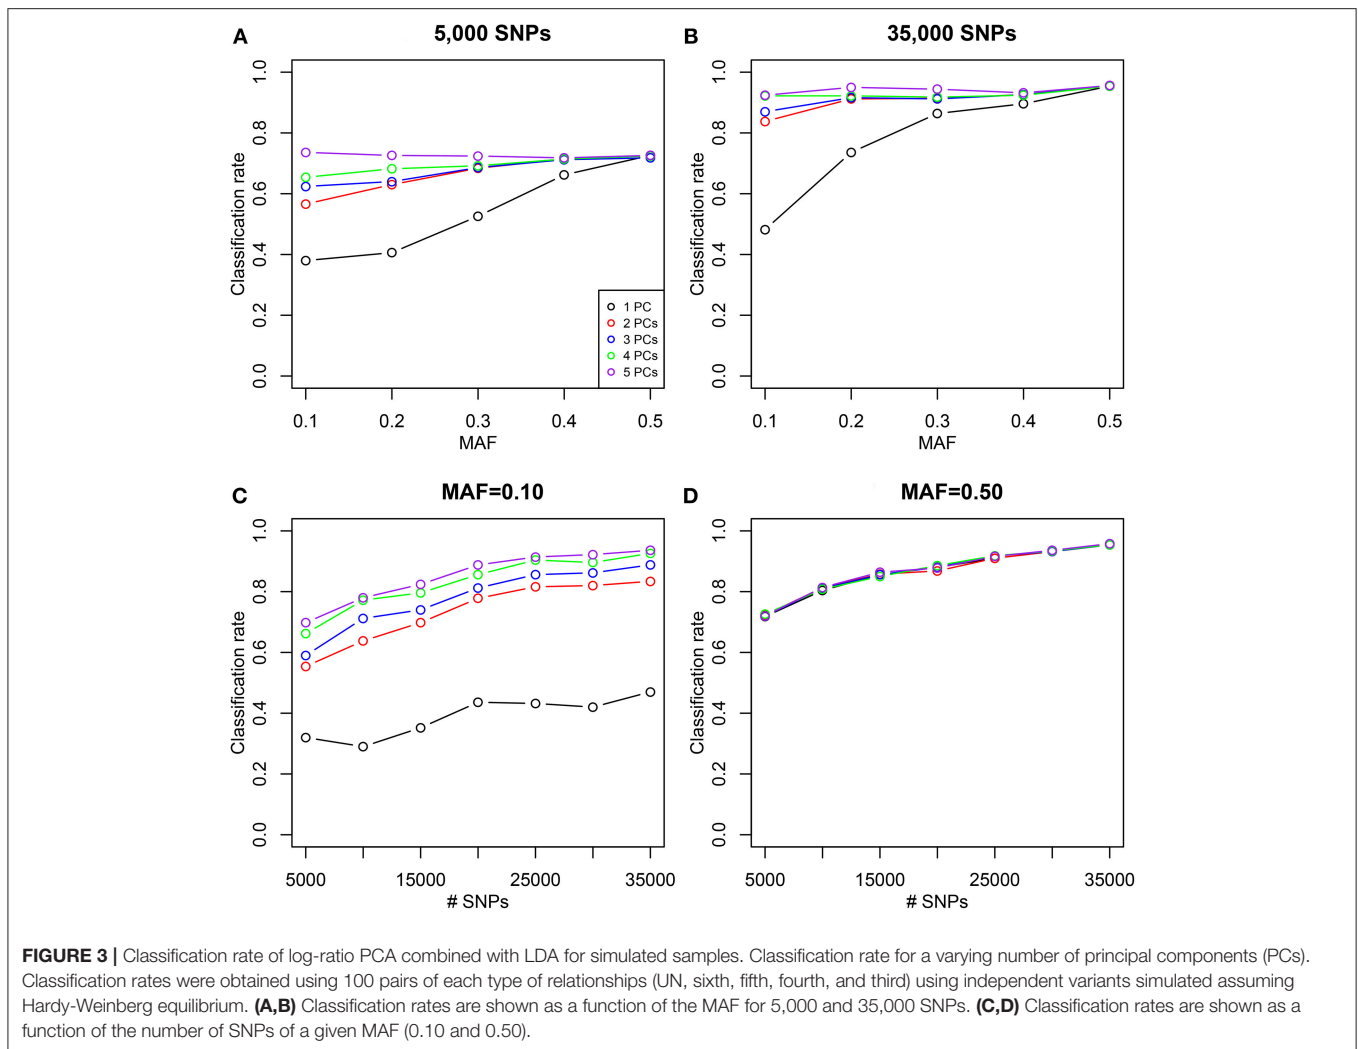 A
5,000 SNPs
Classification rate
1.0
0.8
0.6
0.4
0.2
0.0
0.1 0.2 0.3 0.4 0.5
MAF
1 PC
2 PCs
3 PCs
4 PCs
5 PCs
B
35,000 SNPs
Classification rate
1.0
0.8
0.6
0.4
0.2
0.0
0.1 0.2 0.3 0.4 0.5
MAF
C
MAF=0.10
Classification rate
1.0
0.8
0.6
0.4
0.2
0.0
5000 15000 25000 35000
# SNPs
D
MAF=0.50
Classification rate
1.0
0.8
0.6
0.4
0.2
0.0
5000 15000 25000 35000
# SNPs
FIGURE 3 | Classification rate of log-ratio PCA combined with LDA for simulated samples. Classification rate for a varying number of principal components (PCs).
Classification rates were obtained using 100 pairs of each type of relationships (UN, sixth, fifth, fourth, and third) using independent variants simulated assuming
Hardy-Weinberg equilibrium. (A,B) Classification rates are shown as a function of the MAF for 5,000 and 35,000 SNPs. (C,D) Classification rates are shown as a
function of the number of SNPs of a given MAF (0.10 and 0.50).